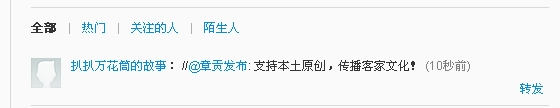 全部 | 热门 | 关注的人 | 陌生人
扒扒万花筒的故事： //@章贡发布: 支持本土原创，传播客家文化！ (10秒前)
转发